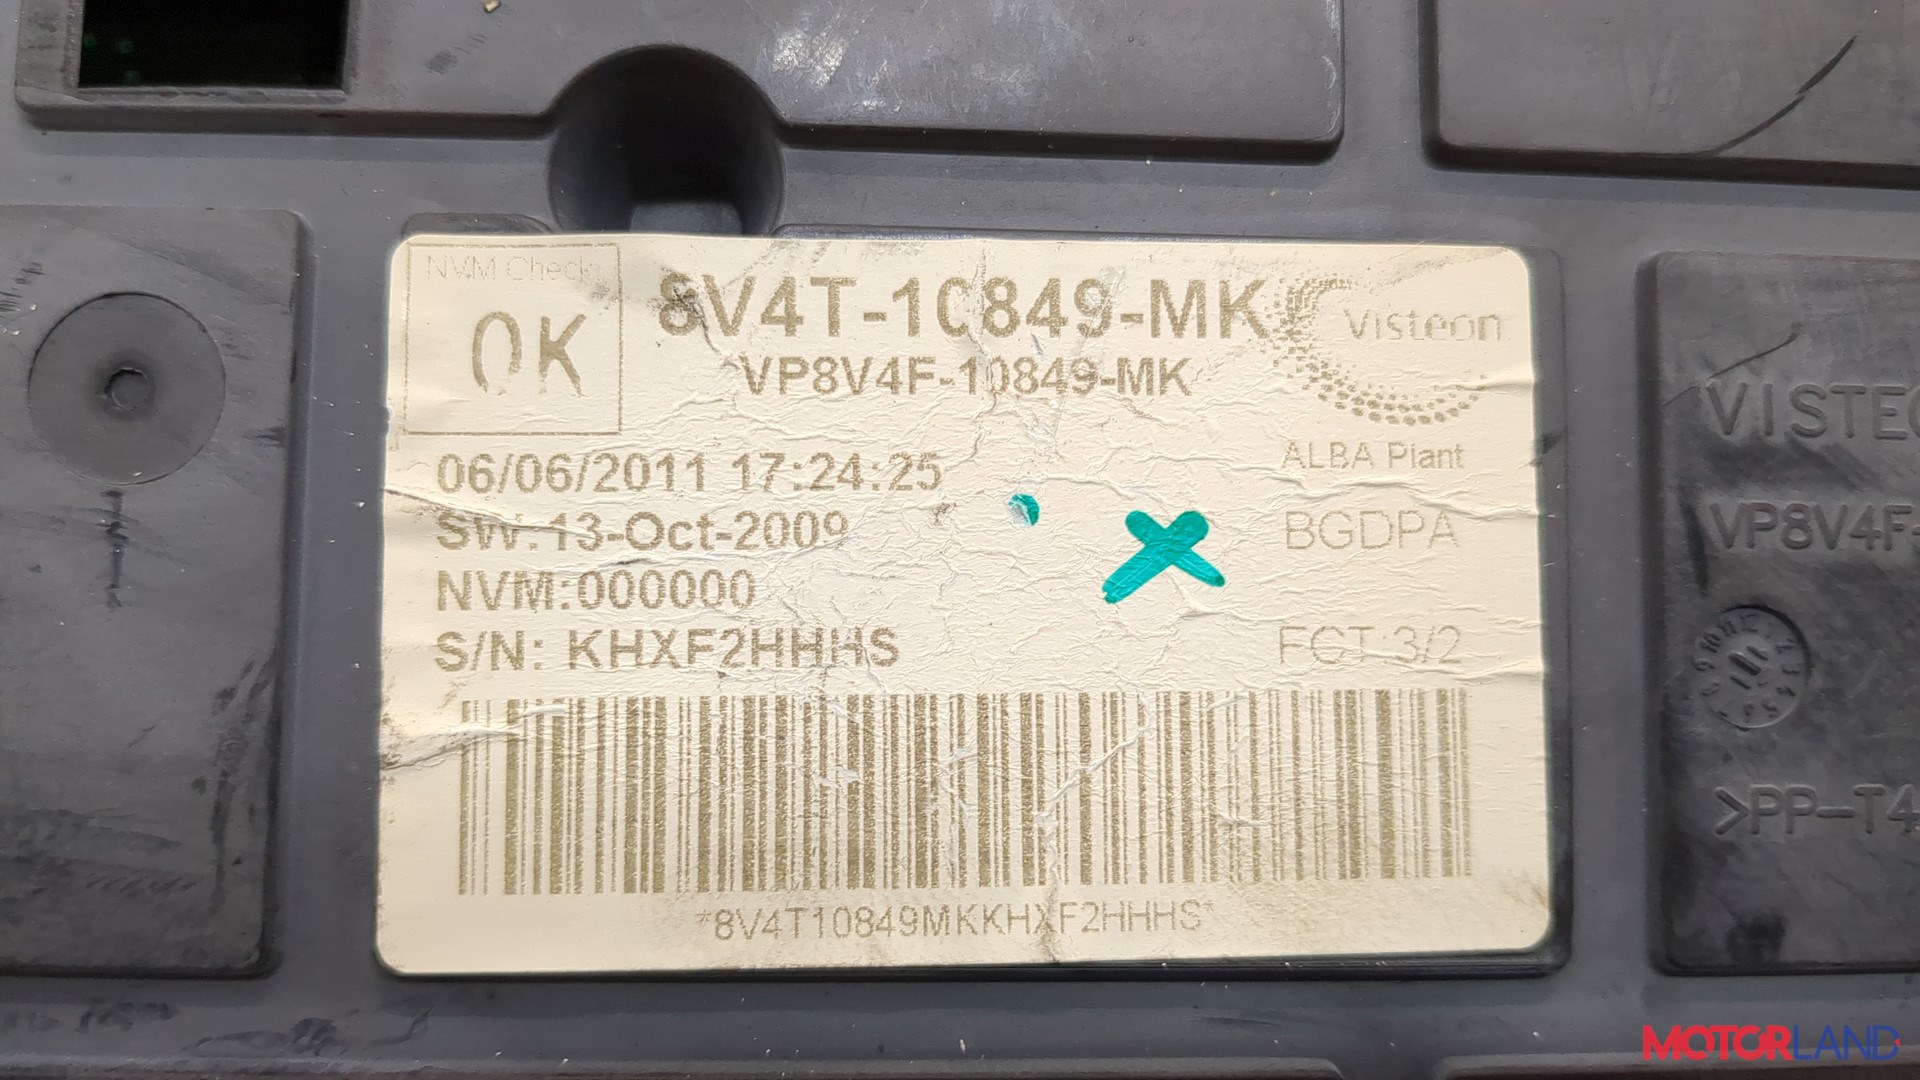 NVM Check
OK
8V4T-10849-MK
VP8V4F-10849-MK
Visteon
06/06/2011 17:24:25
ALBA Plant
SW:13-Oct-2009
BGDPA
NVM:000000
S/N: KHXF2HHHS
FCT 3/2
*8V4T10849MKKHXF2HHHS*
VISTEO
VP8V4F-
>PP-T4
MOTORLAND